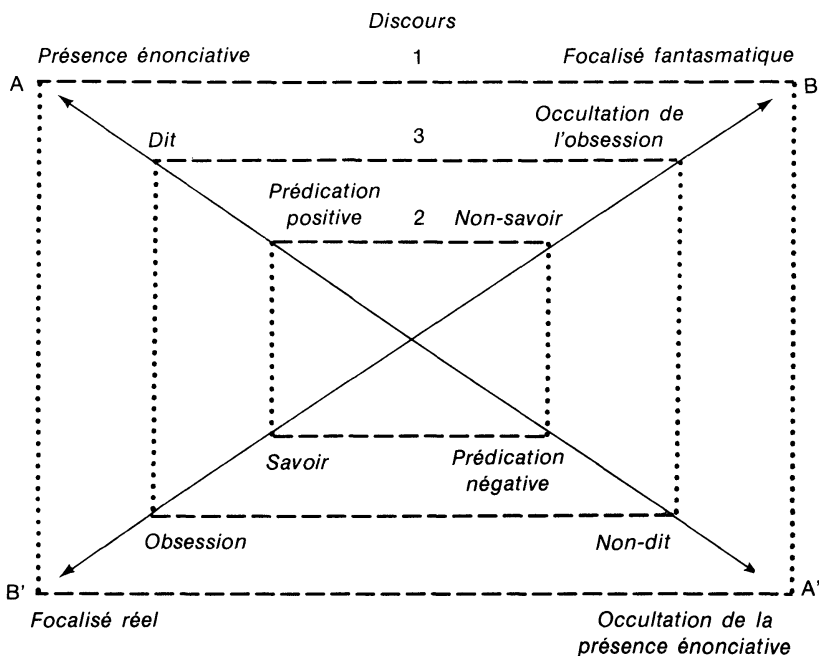 Discours
Présence énonciative 1 Focalisé fantasmatique
A B
Dit 3 Occultation de
l'obsession
Prédication
positive 2 Non-savoir
Savoir Prédication
négative
Obsession Non-dit
B' A'
Focalisé réel Occultation de la
présence énonciative